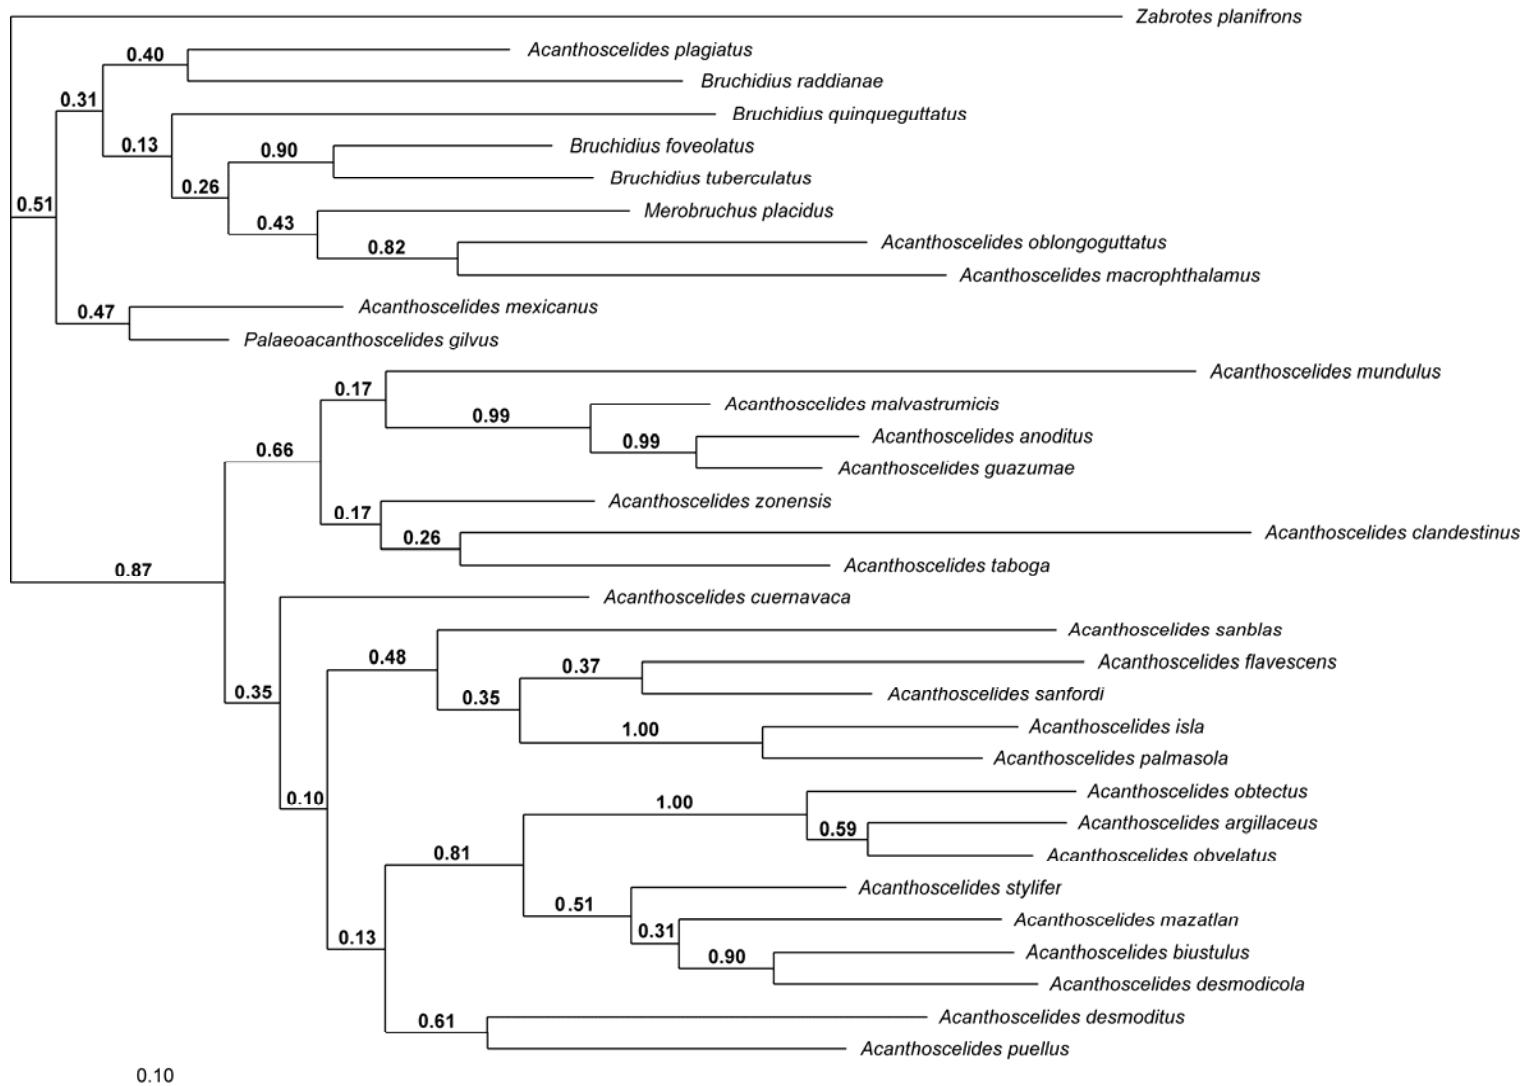 Zabrotes planifrons
0.40
Acanthoscelides plagiatus
Bruchidius raddianae
0.31
Bruchidius quinqueguttatus
0.13
0.90
Bruchidius foveolatus
Bruchidius tuberculatus
0.26
0.51
0.43
Merobruchus placidus
0.82
Acanthoscelides oblongoguttatus
Acanthoscelides macrophthalamus
0.47
Acanthoscelides mexicanus
Palaeoacanthoscelides gilvus
Acanthoscelides mundulus
0.17
0.99
Acanthoscelides malvastrumicis
0.66
0.99
Acanthoscelides anoditus
Acanthoscelides guazumae
0.17
Acanthoscelides zonensis
0.26
Acanthoscelides clandestinus
Acanthoscelides taboga
0.87
Acanthoscelides cuernavaca
Acanthoscelides sanblas
0.48
0.37
Acanthoscelides flavescens
0.35
0.35
Acanthoscelides sanfordi
1.00
Acanthoscelides isla
Acanthoscelides palmasola
0.10
1.00
Acanthoscelides obtectus
0.59
Acanthoscelides argillaceus
0.81
Acanthoscelides obvelatus
0.51
Acanthoscelides stylifer
0.13
0.31
Acanthoscelides mazatlan
0.90
Acanthoscelides biustulus
Acanthoscelides desmodicola
0.61
Acanthoscelides desmoditus
Acanthoscelides puellus
0.10